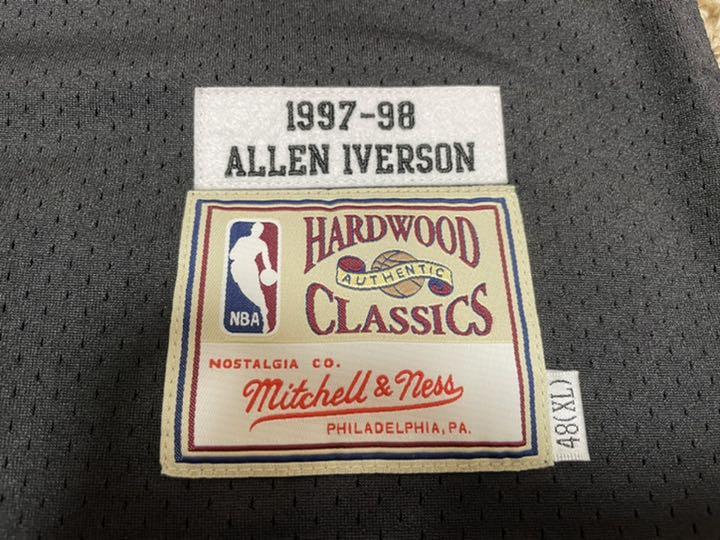 1997-98
ALLEN IVERSON
NBA
HARDWOOD
AUTHENTIC
CLASSICS
NOSTALGIA CO.
Mitchell & Ness
PHILADELPHIA, PA.
48(XL)